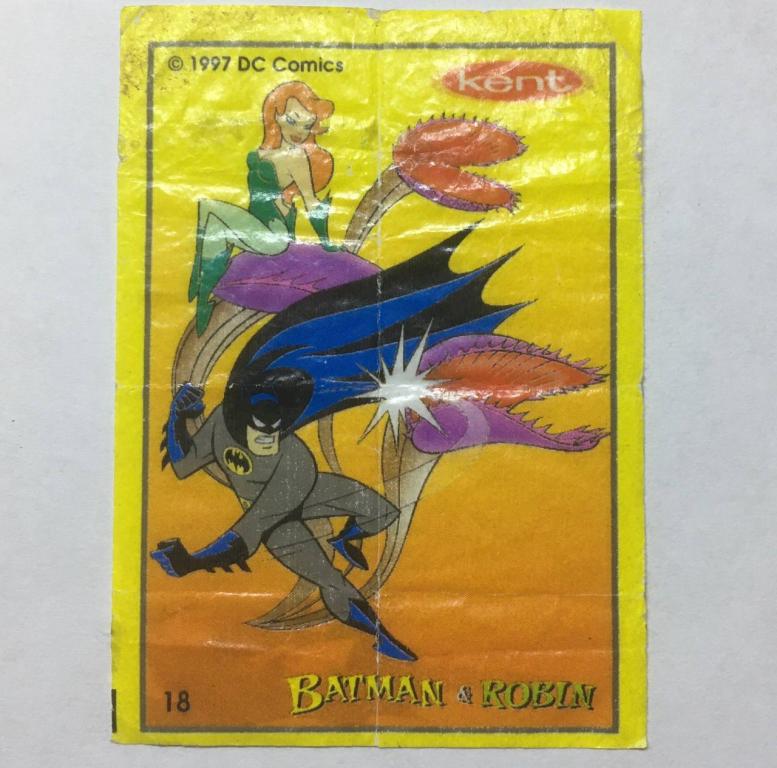 © 1997 DC Comics
kent
18
BATMAN & ROBIN